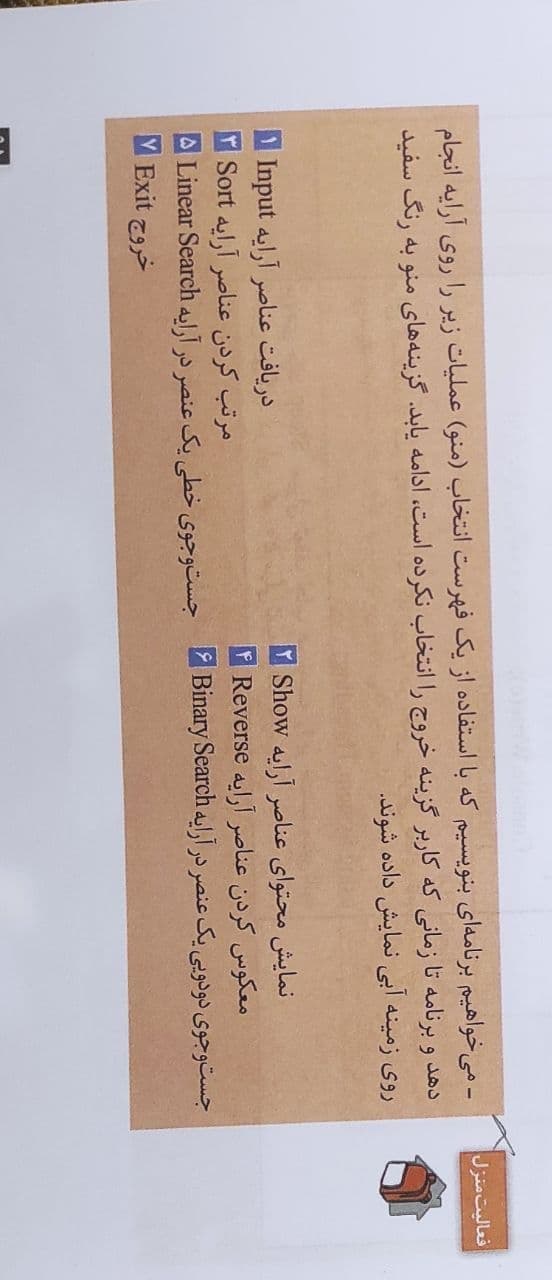 فعالیت منزل
ـ می‌خواهیم برنامه‌ای بنویسیم که با استفاده از یک فهرست انتخاب (منو) عملیات زیر را روی آرایه انجام
دهد و برنامه تا زمانی که کاربر گزینه خروج را انتخاب نکرده است، ادامه یابد. گزینه‌های منو به رنگ سفید
روی زمینه آبی نمایش داده شوند.
۱ Input دریافت عناصر آرایه
۲ Show نمایش محتوای عناصر آرایه
۳ Sort مرتب کردن عناصر آرایه
۴ Reverse معکوس کردن عناصر آرایه
۵ Linear Search جست‌وجوی خطی یک عنصر در آرایه
۶ Binary Search جست‌وجوی دودویی یک عنصر در آرایه
۷ Exit خروج